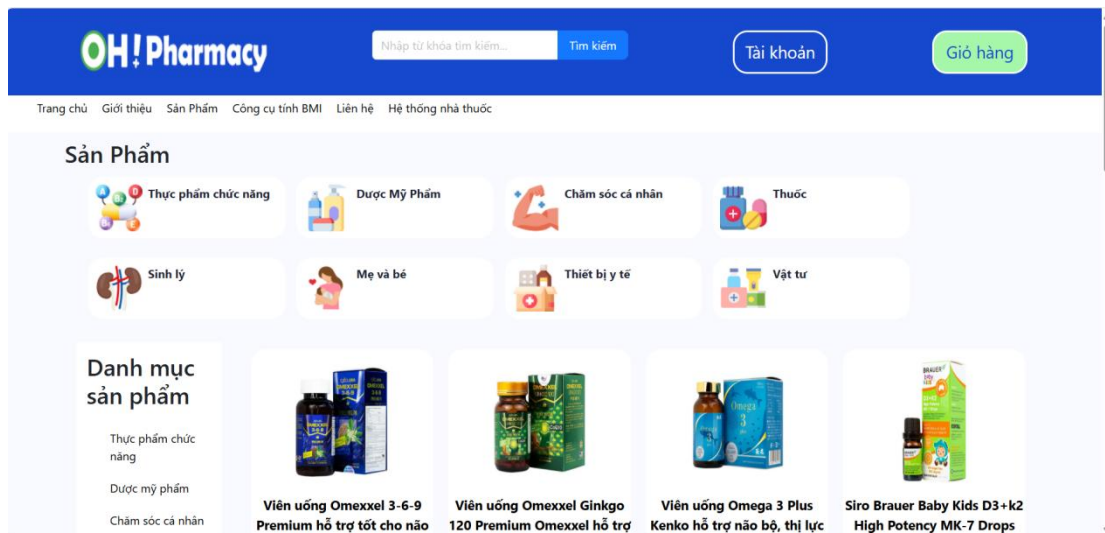 OH! Pharmacy
Nhập từ khóa tìm kiếm...
Tìm kiếm
Tài khoản
Giỏ hàng
Trang chủ Giới thiệu Sản Phẩm Công cụ tính BMI Liên hệ Hệ thống nhà thuốc
Sản Phẩm
Thực phẩm chức năng
Dược Mỹ Phẩm
Chăm sóc cá nhân
Thuốc
Sinh lý
Mẹ và bé
Thiết bị y tế
Vật tư
Danh mục
sản phẩm
Thực phẩm chức
năng
Dược mỹ phẩm
Chăm sóc cá nhân
Omega
3
BRAUER
Viên uống Omexxel 3-6-9
Premium hỗ trợ tốt cho não
Viên uống Omexxel Ginkgo
120 Premium Omexxel hỗ trợ
Viên uống Omega 3 Plus
Kenko hỗ trợ não bộ, thị lực
Siro Brauer Baby Kids D3+k2
High Potency MK-7 Drops